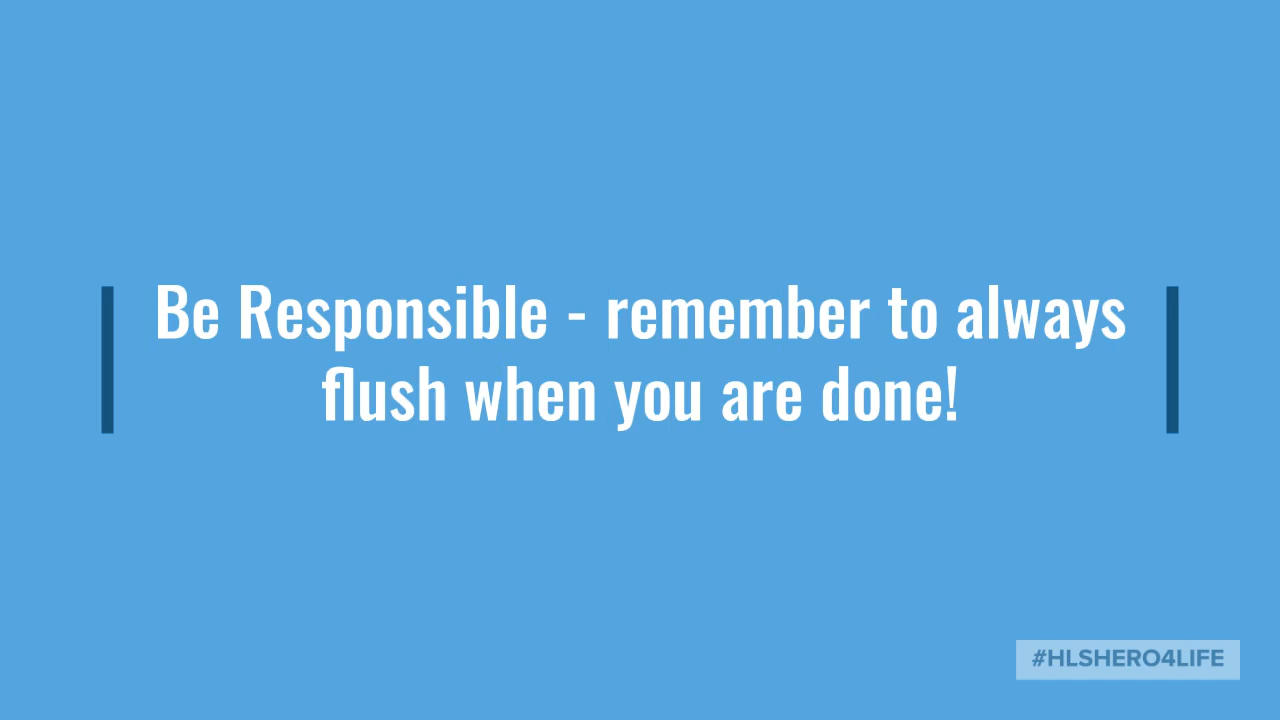 Be Responsible - remember to always
flush when you are done!
#HLSHERO4LIFE